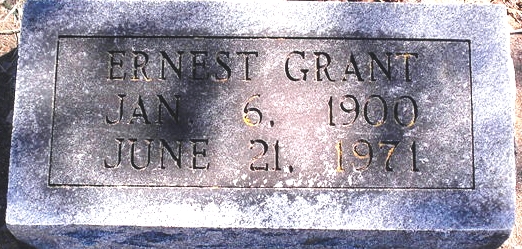 ERNEST GRANT
JAN. 6, 1900
JUNE 21, 1971